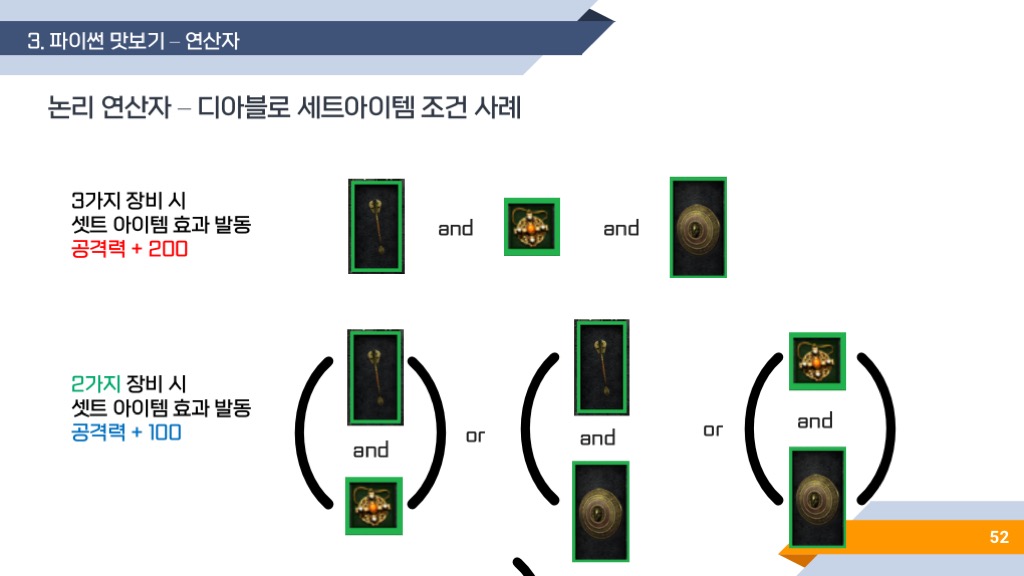 3. 파이썬 맛보기 – 연산자
논리 연산자 – 디아블로 세트아이템 조건 사례
3가지 장비 시
셋트 아이템 효과 발동
공격력 + 200
and
and
2가지 장비 시
셋트 아이템 효과 발동
공격력 + 100
and
or
and
or
and
52